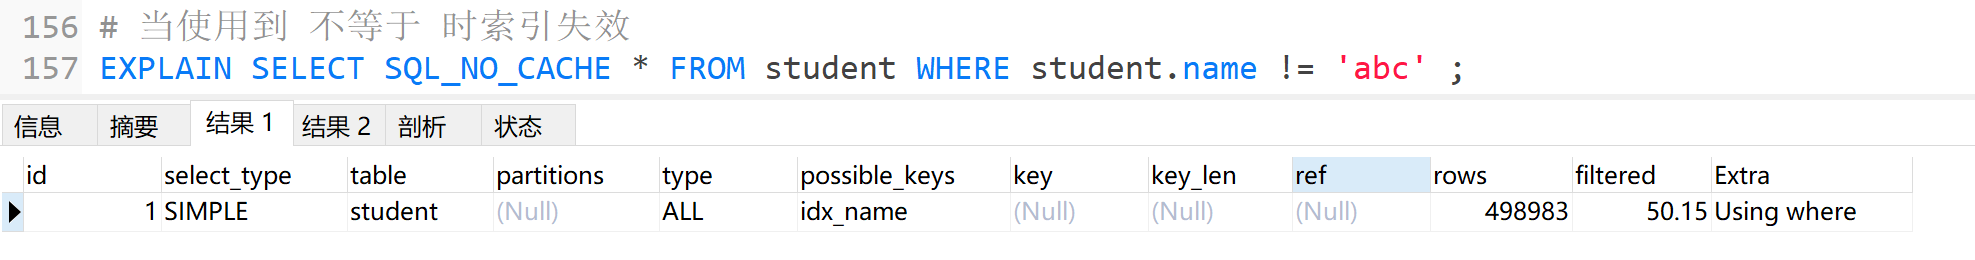 156 # 当使用到 不等于 时索引失效
157 EXPLAIN SELECT SQL_NO_CACHE * FROM student WHERE student.name != 'abc' ;
信息 摘要 结果 1 结果 2 剖析 状态
id select_type table partitions type possible_keys key key_len ref rows filtered Extra
1 SIMPLE student (Null) ALL idx_name (Null) (Null) (Null) 498983 50.15 Using where